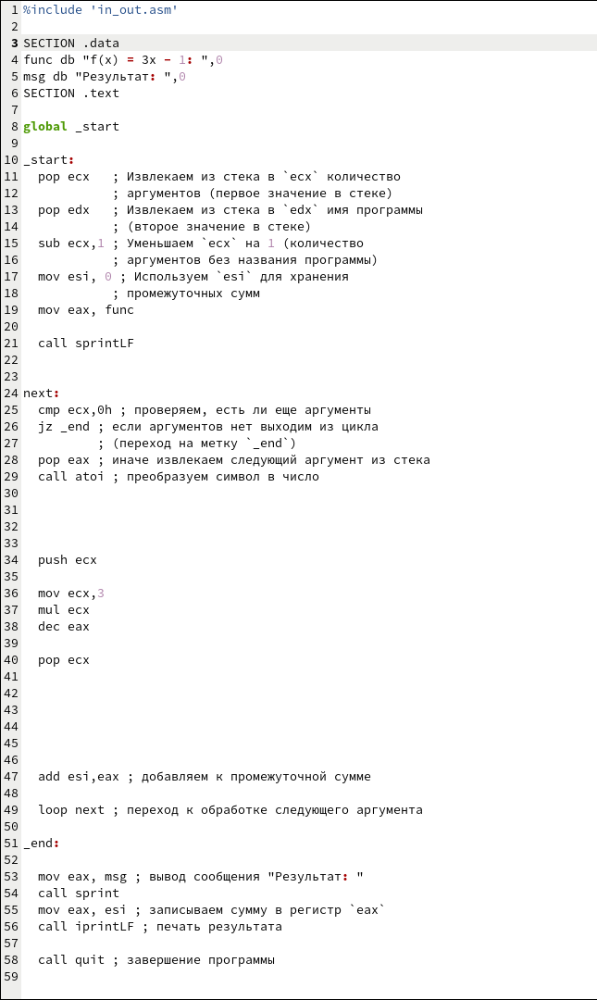 1 %include 'in_out.asm'
2
3 SECTION .data
4 func db "f(x) = 3x - 1: ",0
5 msg db "Результат: ",0
6 SECTION .text
7
8 global _start
9
10 _start:
11   pop ecx   ; Извлекаем из стека в `ecx` количество
12             ; аргументов (первое значение в стеке)
13   pop edx   ; Извлекаем из стека в `edx` имя программы
14             ; (второе значение в стеке)
15   sub ecx,1 ; Уменьшаем `ecx` на 1 (количество
16             ; аргументов без названия программы)
17   mov esi, 0 ; Используем `esi` для хранения
18             ; промежуточных сумм
19   mov eax, func
20
21   call sprintLF
22
23
24 next:
25   cmp ecx,0h ; проверяем, есть ли еще аргументы
26   jz _end ; если аргументов нет выходим из цикла
27           ; (переход на метку `_end`)
28   pop eax ; иначе извлекаем следующий аргумент из стека
29   call atoi ; преобразуем символ в число
30
31
32
33
34   push ecx
35
36   mov ecx,3
37   mul ecx
38   dec eax
39
40   pop ecx
41
42
43
44
45
46
47   add esi,eax ; добавляем к промежуточной сумме
48
49   loop next ; переход к обработке следующего аргумента
50
51 _end:
52
53   mov eax, msg ; вывод сообщения "Результат: "
54   call sprint
55   mov eax, esi ; записываем сумму в регистр `eax`
56   call iprintLF ; печать результата
57
58   call quit ; завершение программы
59